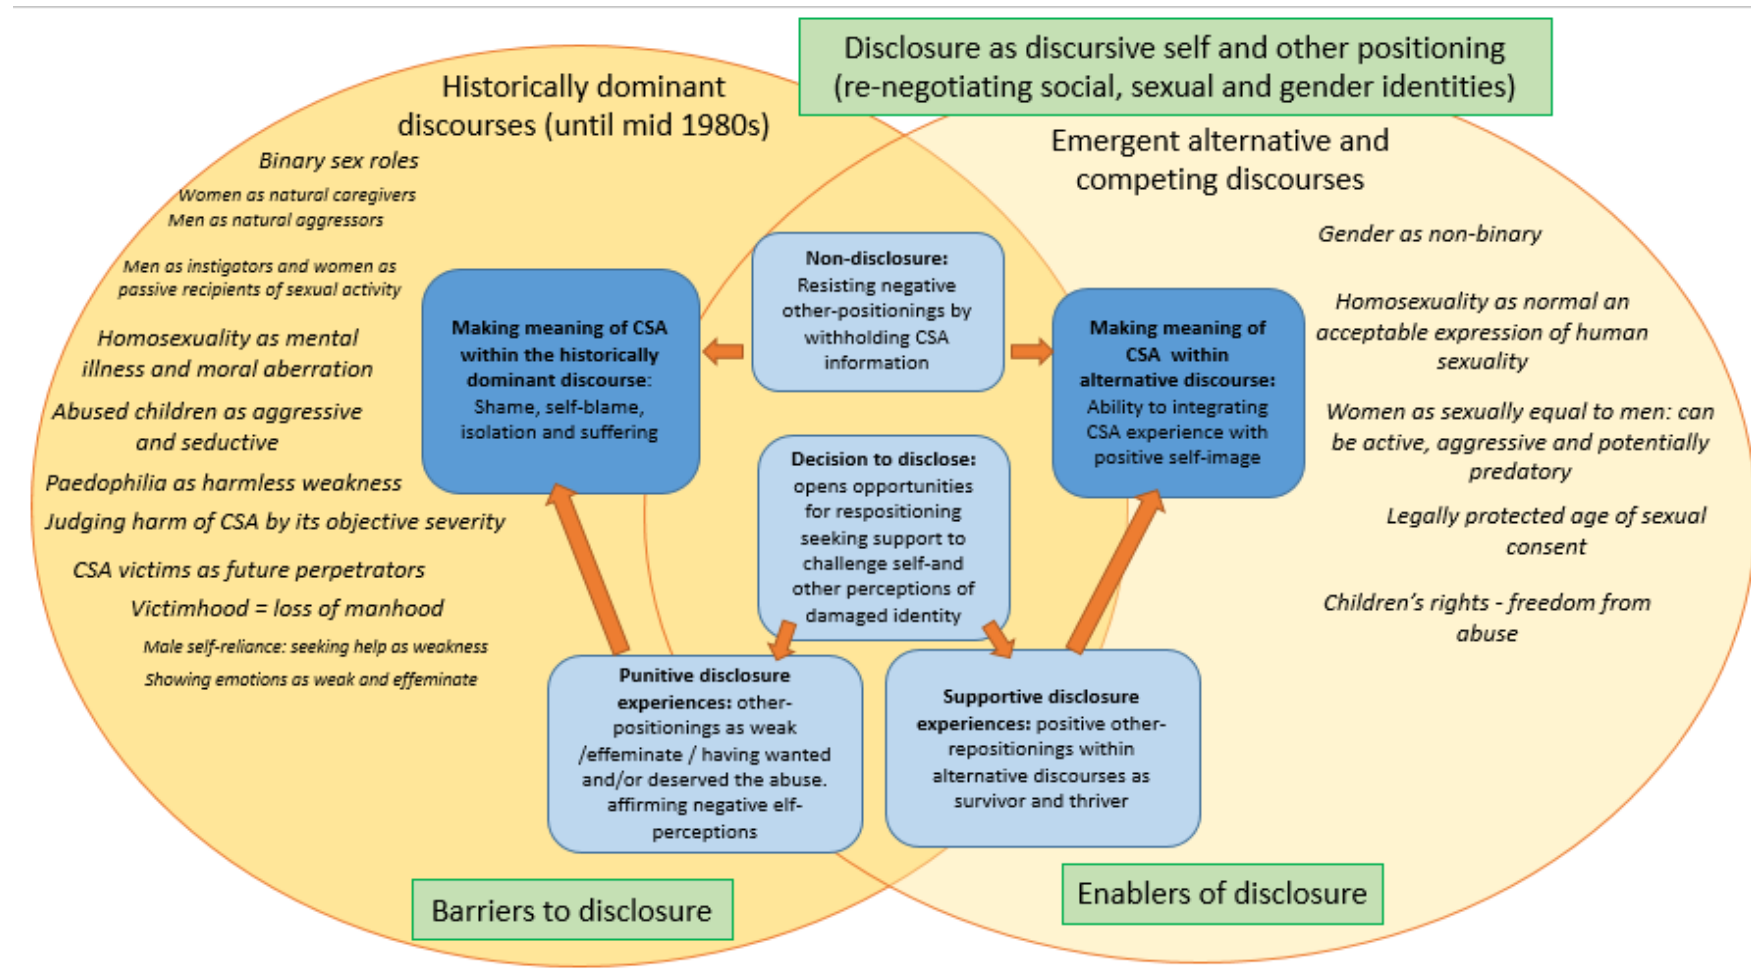 Disclosure as discursive self and other positioning
(re-negotiating social, sexual and gender identities)
Historically dominant
discourses (until mid 1980s)
Binary sex roles
Women as natural caregivers
Men as natural aggressors
Men as instigators and women as
passive recipients of sexual activity
Homosexuality as mental
illness and moral aberration
Abused children as aggressive
and seductive
Paedophilia as harmless weakness
Judging harm of CSA by its objective severity
CSA victims as future perpetrators
Victimhood = loss of manhood
Male self-reliance: seeking help as weakness
Showing emotions as weak and effeminate
Making meaning of CSA
within the historically
dominant discourse:
Shame, self-blame,
isolation and suffering
Non-disclosure:
Resisting negative
other-positionings by
withholding CSA
information
Decision to disclose:
opens opportunities
for respositioning
seeking support to
challenge self-and
other perceptions of
damaged identity
Punitive disclosure
experiences: other-
positionings as weak
/effeminate / having wanted
and/or deserved the abuse.
affirming negative elf-
perceptions
Supportive disclosure
experiences: positive other-
repositionings within
alternative discourses as
survivor and thriver
Making meaning of
CSA within
alternative discourse:
Ability to integrating
CSA experience with
positive self-image
Emergent alternative and
competing discourses
Gender as non-binary
Homosexuality as normal an
acceptable expression of human
sexuality
Women as sexually equal to men: can
be active, aggressive and potentially
predatory
Legally protected age of sexual
consent
Children's rights - freedom from
abuse
Barriers to disclosure
Enablers of disclosure